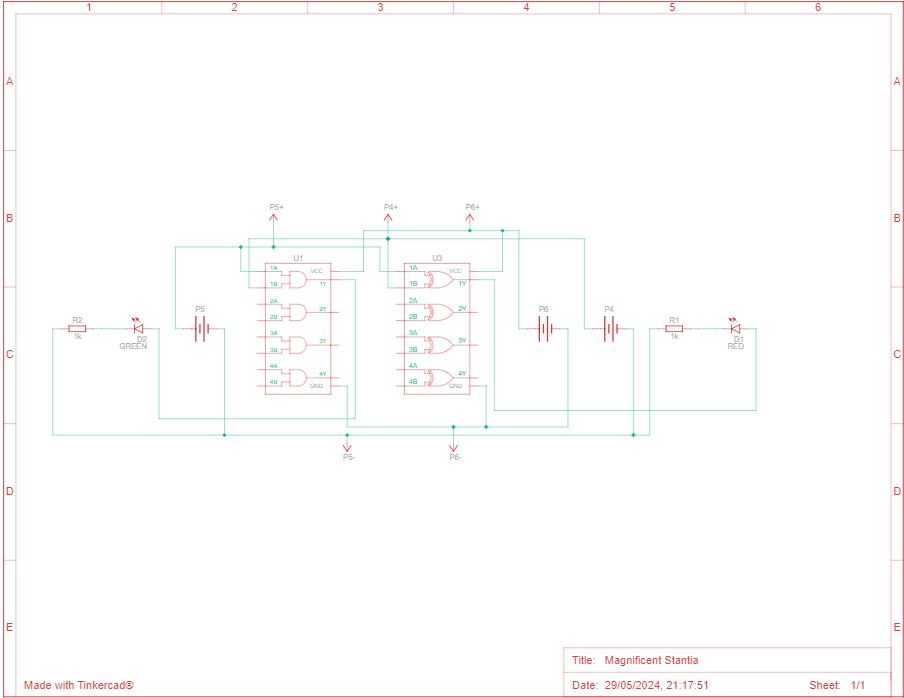 1 2 3 4 5 6
A A
B B
P5+ P4+ P6+
U1 U3
1A VCC 1A VCC
1B 1Y 1B 1Y
2A 2A
2B 2Y 2B 2Y
3A 3A
3B 3Y 3B 3Y
4A 4A
4B 4Y 4B 4Y
GND GND
R2 P5 P6 P4 R1
1k D2 1k D1
GREEN RED
C C
P5- P6-
D D
E E
Title: Magnificent Stantia
Made with Tinkercad® Date: 29/05/2024, 21:17:51 Sheet: 1/1